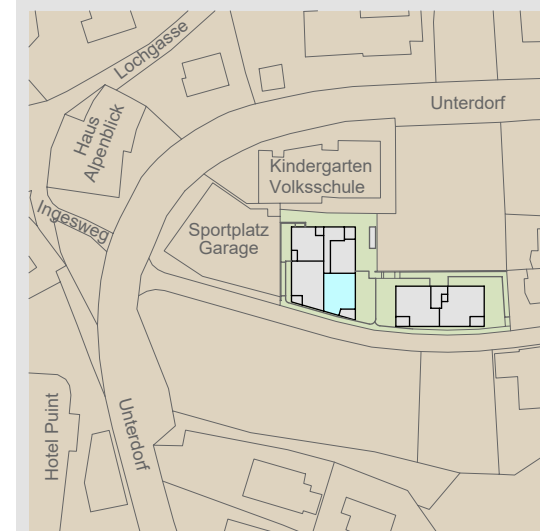 Lochgasse
Unterdorf
Haus
Alpenblick
Kindergarten
Volksschule
Ingesweg
Sportplatz
Garage
Hotel Puint
Unterdorf